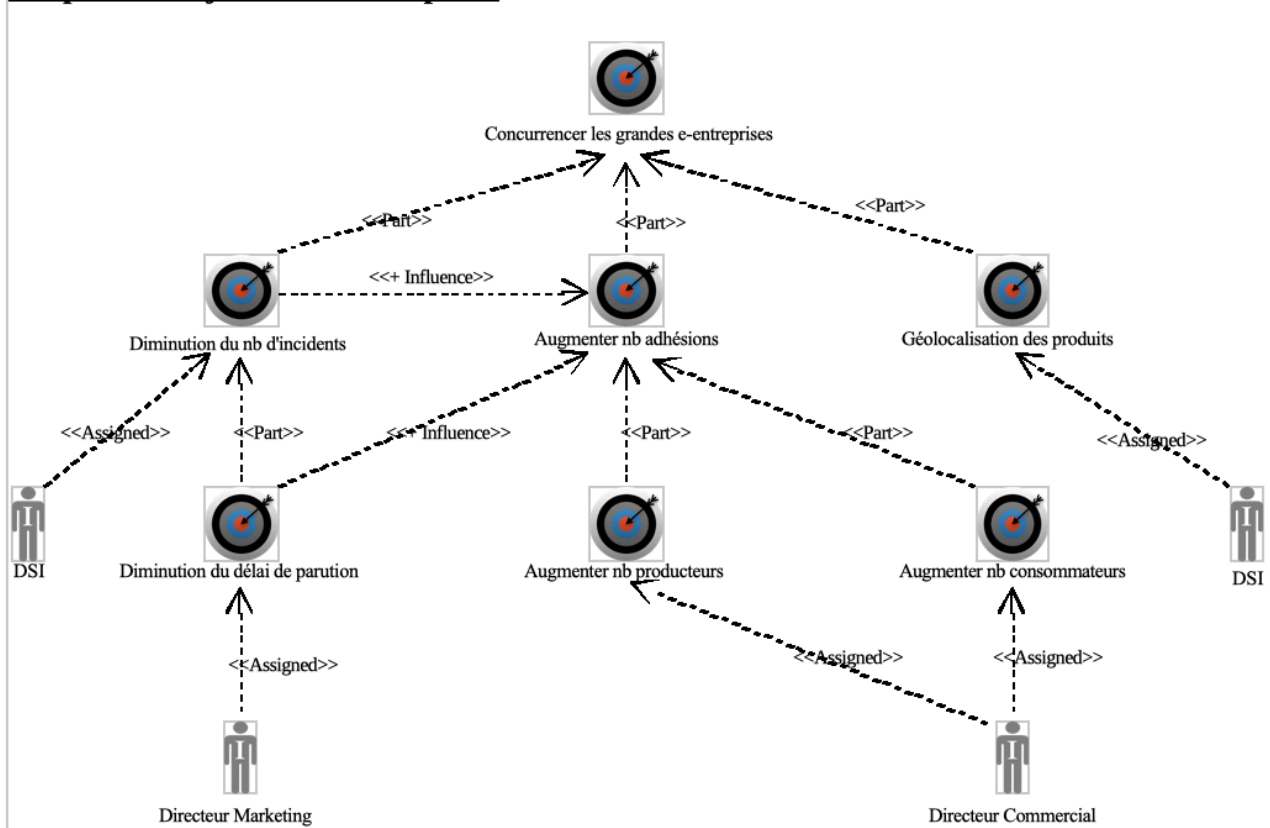 Concurrencer les grandes e-entreprises
<<Part>>
<<Part>>
<<Part>>
<<+ Influence>>
Diminution du nb d'incidents
Augmenter nb adhésions
Géolocalisation des produits
<<Assigned>>
<<Part>>
<<+ Influence>>
<<Part>>
<<Part>>
<<Assigned>>
DSI
Diminution du délai de parution
Augmenter nb producteurs
Augmenter nb consommateurs
DSI
<<Assigned>>
<<Assigned>>
<<Assigned>>
Directeur Marketing
Directeur Commercial